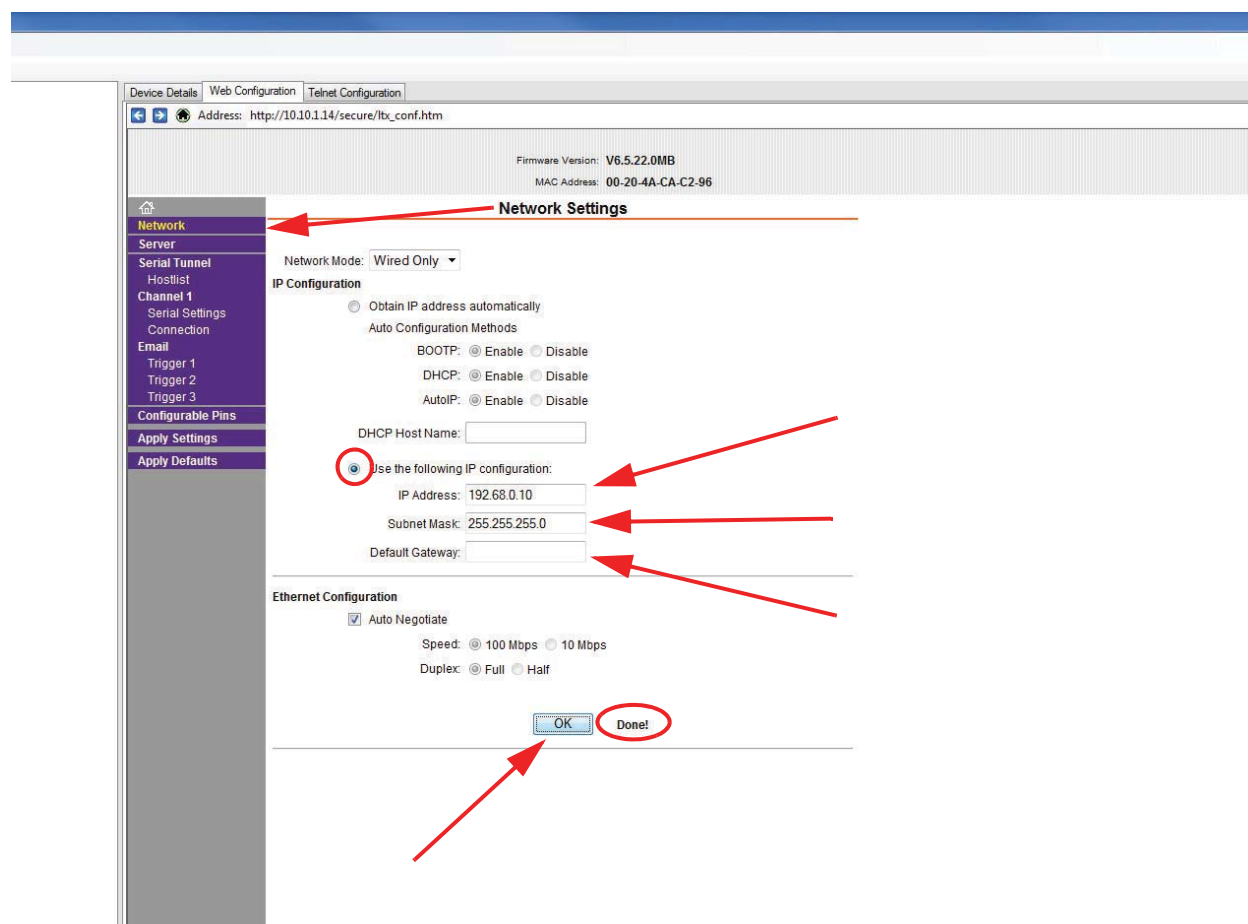 Device Details Web Configuration Telnet Configuration
Address: http://10.10.1.14/secure/ltx_conf.htm
Firmware Version: V6.5.22.0MB
MAC Address: 00-20-4A-CA-C2-96
Network
Server
Serial Tunnel
Hostlist
Channel 1
Serial Settings
Connection
Email
Trigger 1
Trigger 2
Trigger 3
Configurable Pins
Apply Settings
Apply Defaults
Network Settings
Network Mode: Wired Only
IP Configuration
Obtain IP address automatically
Auto Configuration Methods
BOOTP: Enable Disable
DHCP: Enable Disable
AutoIP: Enable Disable
DHCP Host Name:
Use the following IP configuration:
IP Address: 192.68.0.10
Subnet Mask: 255.255.255.0
Default Gateway:
Ethernet Configuration
Auto Negotiate
Speed: 100 Mbps 10 Mbps
Duplex: Full Half
OK Done!